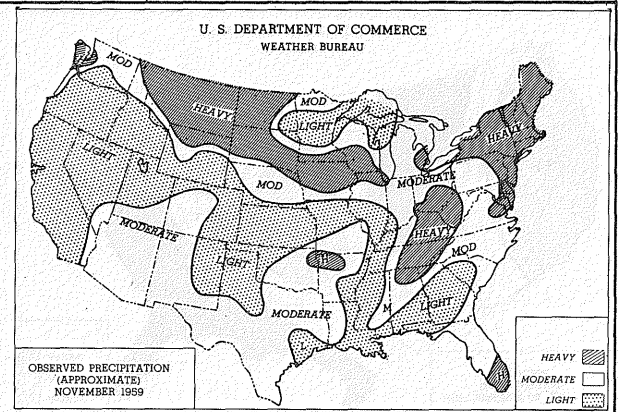 U. S. DEPARTMENT OF COMMERCE
WEATHER BUREAU
MOD
HEAVY
MOD
LIGHT
HEAVY
LIGHT
MOD
MODERATE
MODERATE
HEAVY
MOD
LIGHT
H
MODERATE
M
LIGHT
OBSERVED PRECIPITATION
(APPROXIMATE)
NOVEMBER 1959
HEAVY
MODERATE
LIGHT